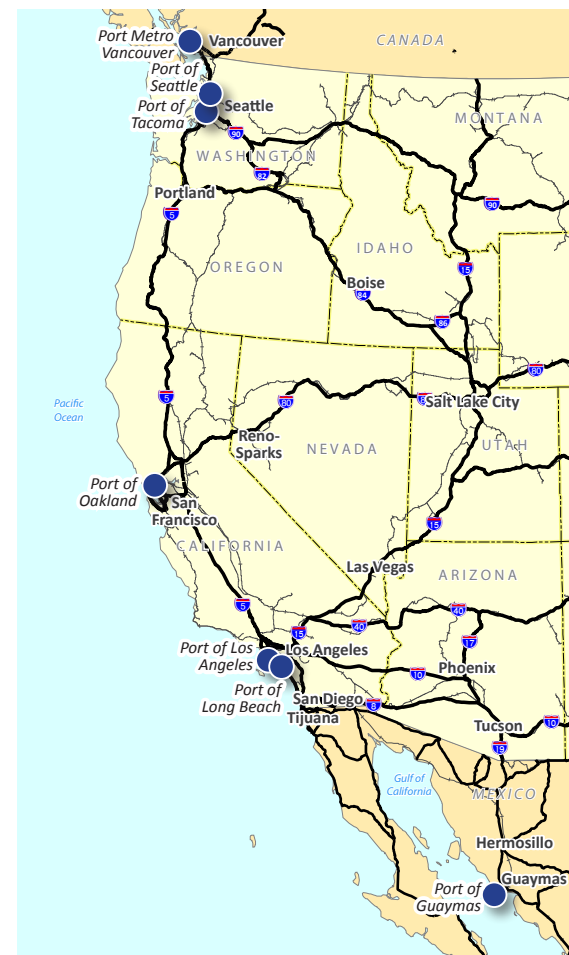 Port Metro
Vancouver
Vancouver
CANADA
Port of
Seattle
Port of
Tacoma
Seattle
MONTANA
90
WASHINGTON
82
Portland
90
5
IDAHO
OREGON
15
Boise
84
86
80
5
80
Salt Lake City
Pacific
Ocean
Reno-
Sparks
NEVADA
UTAH
Port of
Oakland
San
Francisco
15
CALIFORNIA
Las Vegas
ARIZONA
5
40
40
15
17
Port of Los
Angeles
Los Angeles
Phoenix
10
Port of
Long Beach
San Diego
8
Tijuana
Tucson
10
19
Gulf of
California
MEXICO
Hermosillo
Guaymas
Port of
Guaymas